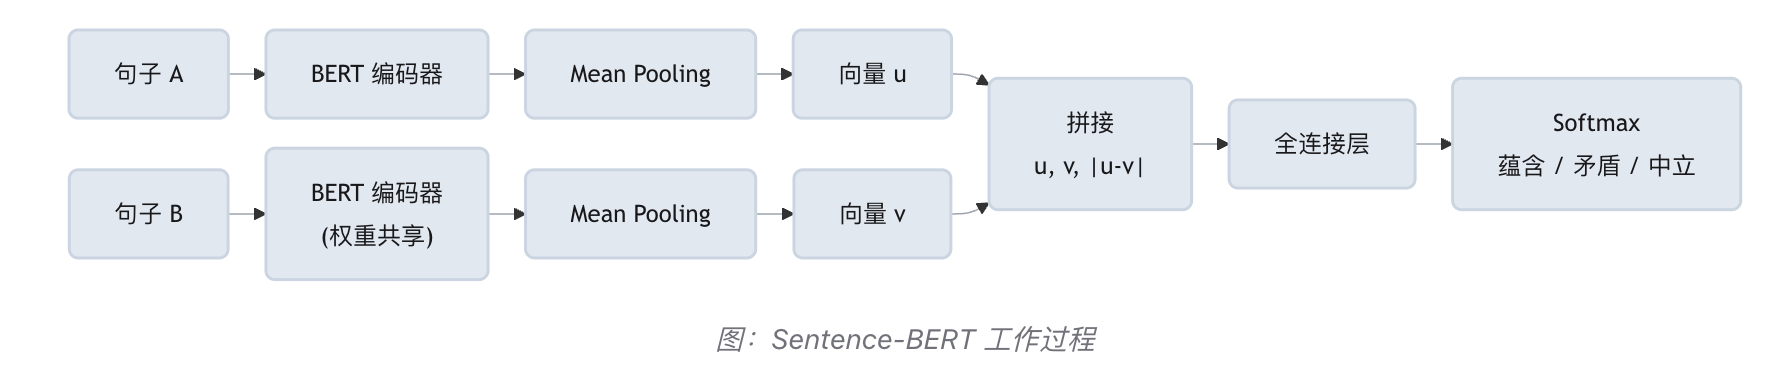 句子 A
BERT 编码器
Mean Pooling
向量 u
句子 B
BERT 编码器
(权重共享)
Mean Pooling
向量 v
拼接
u, v, |u-v|
全连接层
Softmax
蕴含 / 矛盾 / 中立
图：Sentence-BERT 工作过程